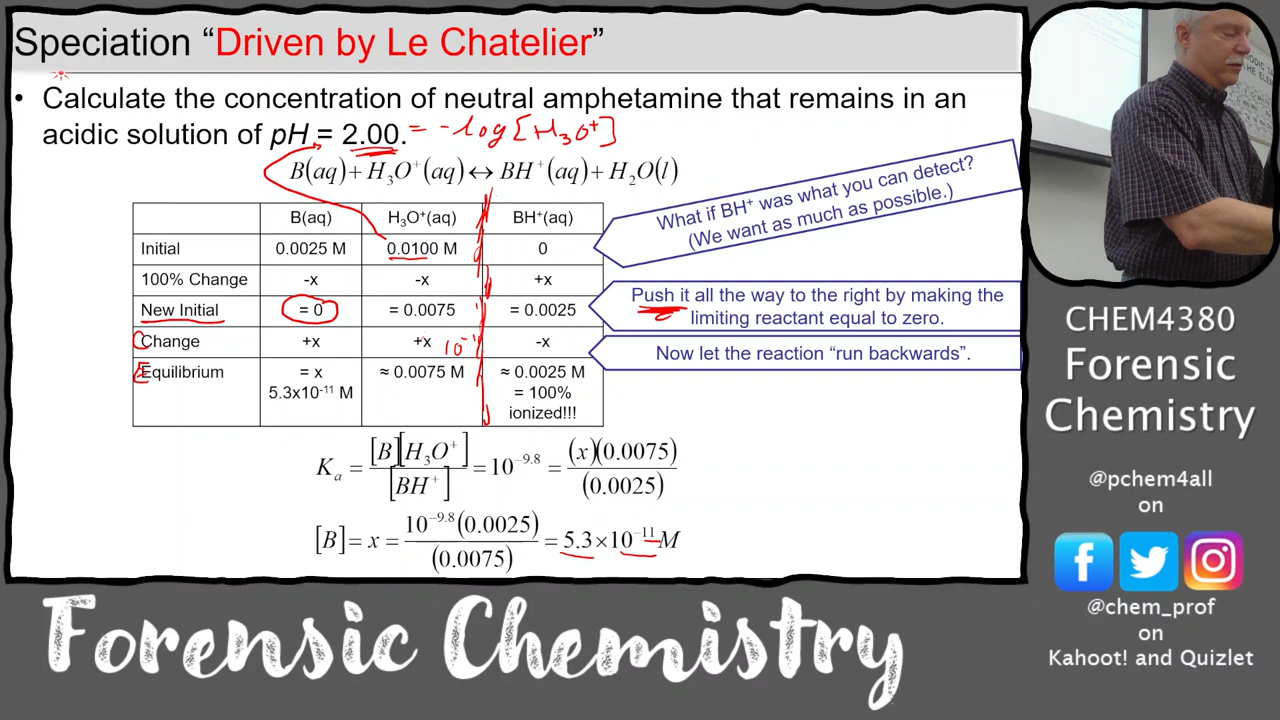 Speciation “Driven by Le Chatelier”
• Calculate the concentration of neutral amphetamine that remains in an
acidic solution of pH = 2.00. = -log[H₃O⁺]
B(aq) + H₃O⁺(aq) ↔ BH⁺(aq) + H₂O(l)
B(aq) H₃O⁺(aq) BH⁺(aq)
Initial 0.0025 M 0.0100 M 0
100% Change -x -x +x
New Initial = 0 = 0.0075 = 0.0025
Change +x +x -x
Equilibrium = x ≈ 0.0075 M ≈ 0.0025 M
5.3x10⁻¹¹ M = 100%
ionized!!!
What if BH⁺ was what you can detect?
(We want as much as possible.)
Push it all the way to the right by making the
limiting reactant equal to zero.
Now let the reaction “run backwards”.
Kₐ = [B][H₃O⁺] / [BH⁺] = 10⁻⁹·⁸ = (x)(0.0075) / (0.0025)
[B] = x = 10⁻⁹·⁸(0.0025) / (0.0075) = 5.3×10⁻¹¹ M
CHEM4380
Forensic
Chemistry
@pchem4all
on
@chem_prof
on
Kahoot! and Quizlet
Forensic Chemistry